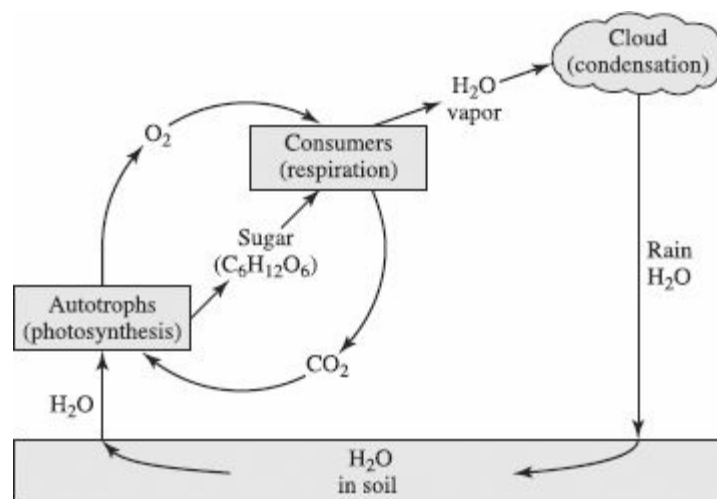 Cloud
(condensation)
H₂O
vapor
O₂
Consumers
(respiration)
Sugar
(C₆H₁₂O₆)
Rain
H₂O
Autotrophs
(photosynthesis)
CO₂
H₂O
H₂O
in soil